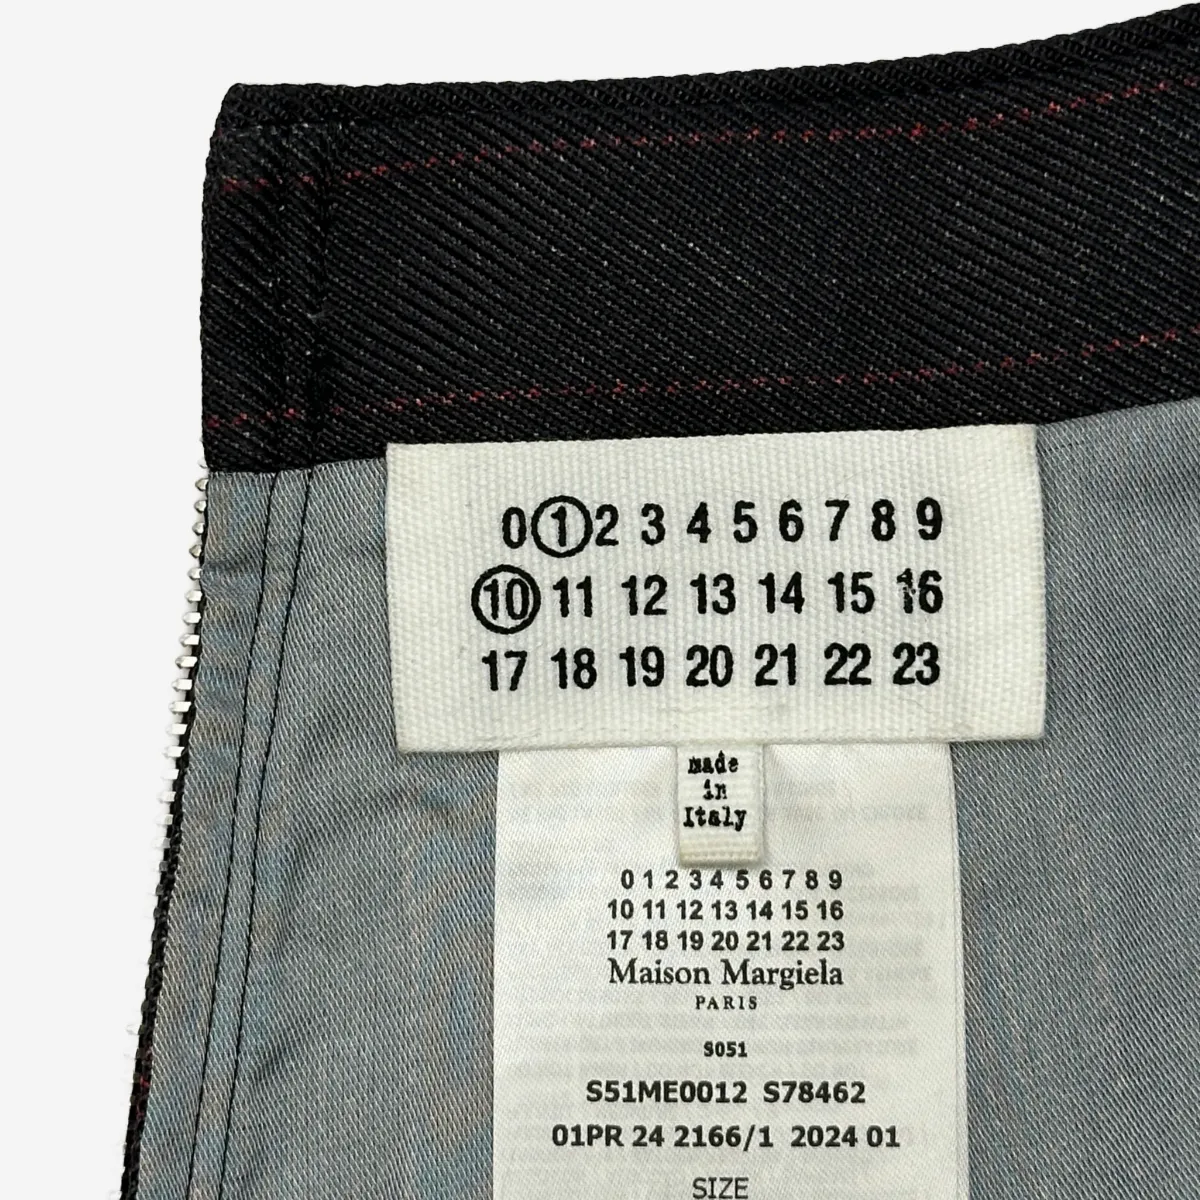 0 1 2 3 4 5 6 7 8 9
10 11 12 13 14 15 16
17 18 19 20 21 22 23
made
in
Italy
0 1 2 3 4 5 6 7 8 9
10 11 12 13 14 15 16
17 18 19 20 21 22 23
Maison Margiela
PARIS
S051
S51ME0012 S78462
01PR 24 2166/1 2024 01
SIZE